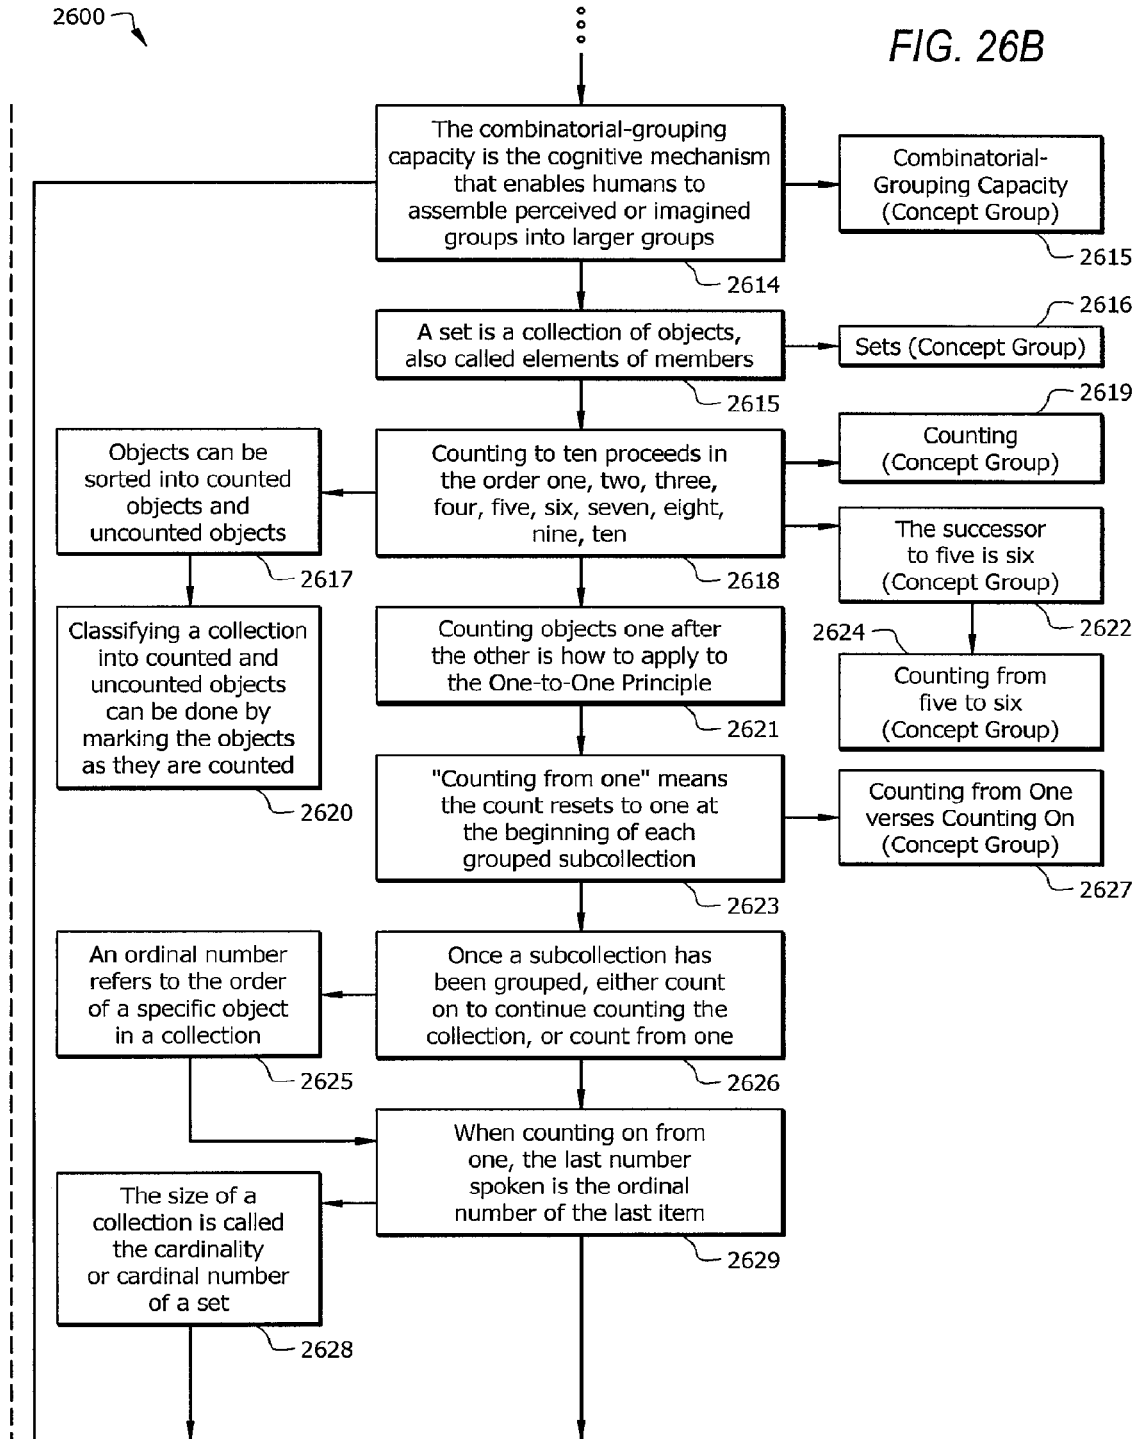 2600
FIG. 26B
The combinatorial-grouping
capacity is the cognitive mechanism
that enables humans to
assemble perceived or imagined
groups into larger groups
2614
Combinatorial-
Grouping Capacity
(Concept Group)
2615
A set is a collection of objects,
also called elements of members
2615
2616
Sets (Concept Group)
Objects can be
sorted into counted
objects and
uncounted objects
2617
Counting to ten proceeds in
the order one, two, three,
four, five, six, seven, eight,
nine, ten
2618
2619
Counting
(Concept Group)
The successor
to five is six
(Concept Group)
2622
Classifying a collection
into counted and
uncounted objects
can be done by
marking the objects
as they are counted
2620
Counting objects one after
the other is how to apply to
the One-to-One Principle
2621
2624
Counting from
five to six
(Concept Group)
"Counting from one" means
the count resets to one at
the beginning of each
grouped subcollection
2623
Counting from One
verses Counting On
(Concept Group)
2627
An ordinal number
refers to the order
of a specific object
in a collection
2625
Once a subcollection has
been grouped, either count
on to continue counting the
collection, or count from one
2626
When counting on from
one, the last number
spoken is the ordinal
number of the last item
2629
The size of a
collection is called
the cardinality
or cardinal number
of a set
2628